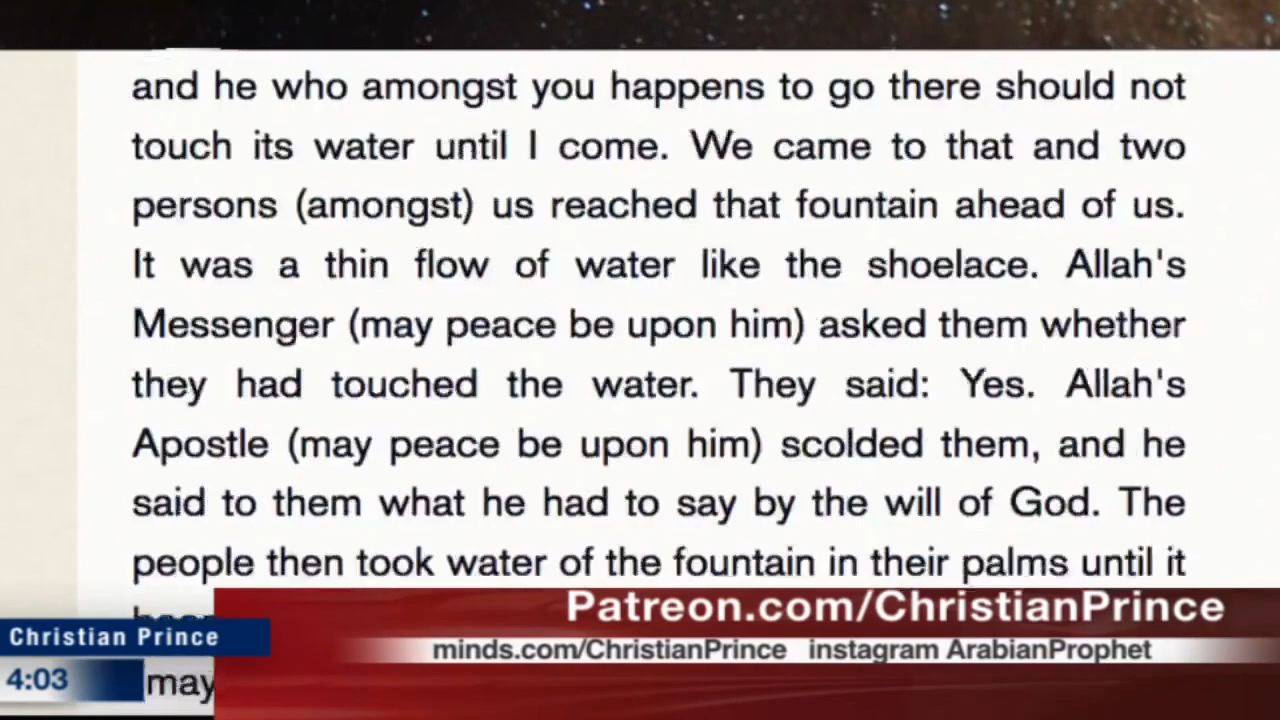 and he who amongst you happens to go there should not
touch its water until I come. We came to that and two
persons (amongst) us reached that fountain ahead of us.
It was a thin flow of water like the shoelace. Allah's
Messenger (may peace be upon him) asked them whether
they had touched the water. They said: Yes. Allah's
Apostle (may peace be upon him) scolded them, and he
said to them what he had to say by the will of God. The
people then took water of the fountain in their palms until it
may
Patreon.com/ChristianPrince
Christian Prince
minds.com/ChristianPrince instagram ArabianProphet
4:03